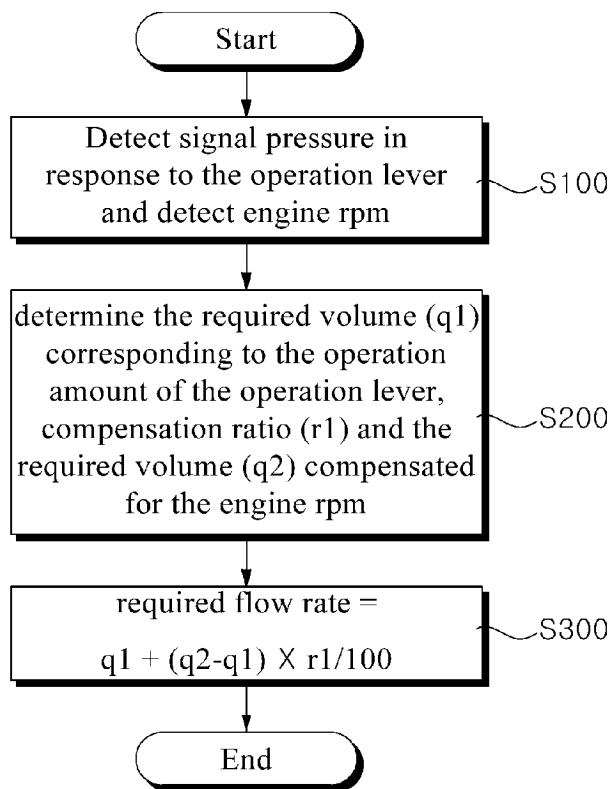 Start
Detect signal pressure in
response to the operation lever
and detect engine rpm
S100
determine the required volume (q1)
corresponding to the operation
amount of the operation lever,
compensation ratio (r1) and the
required volume (q2) compensated
for the engine rpm
S200
required flow rate =
q1 + (q2-q1) X r1/100
S300
End